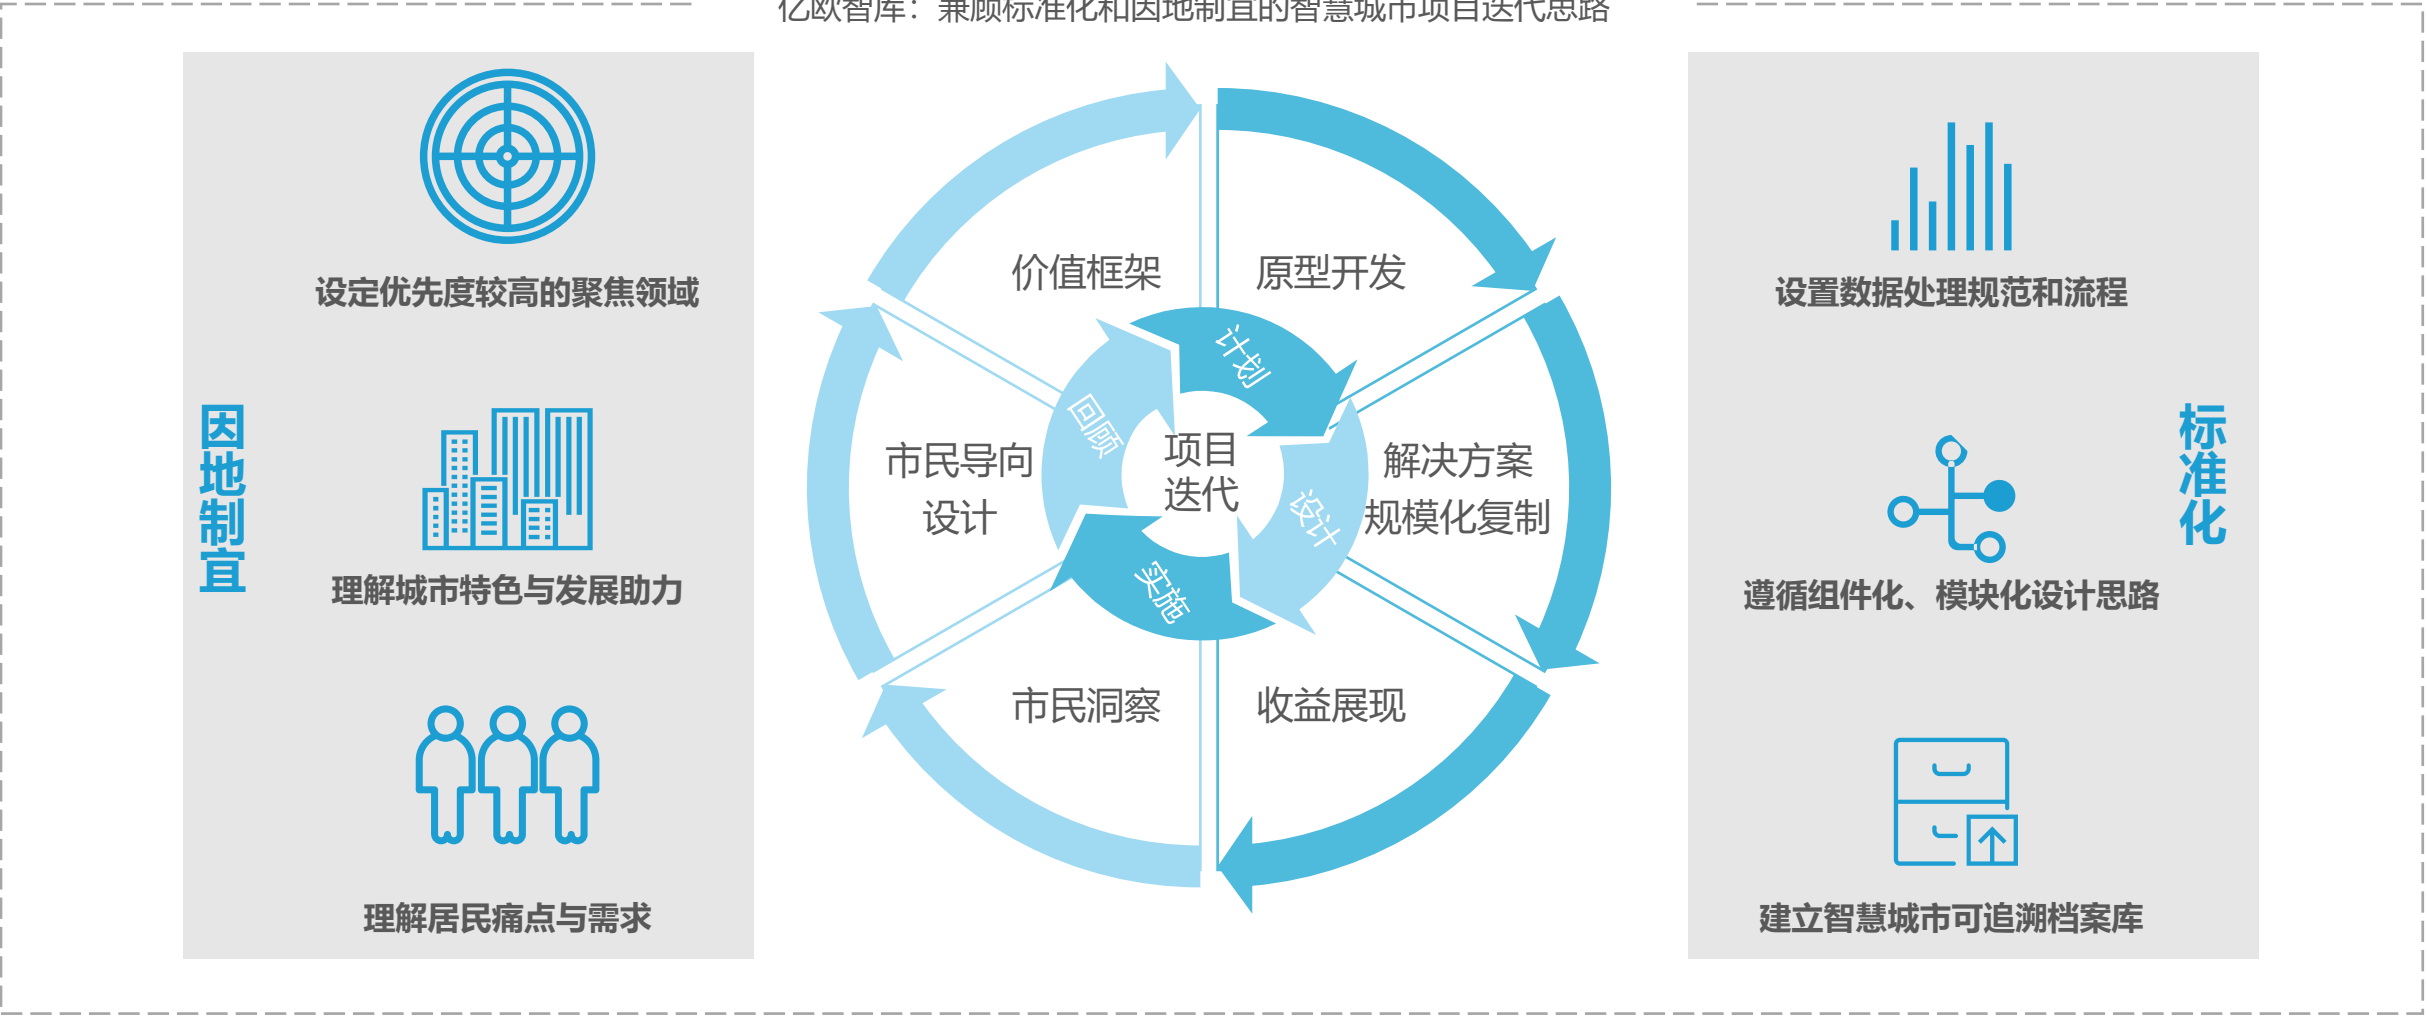 亿欧智库：兼顾标准化和因地制宜的智慧城市项目迭代思路
因地制宜
设定优先度较高的聚焦领域
理解城市特色与发展助力
理解居民痛点与需求
价值框架
原型开发
市民导向
设计
解决方案
规模化复制
市民洞察
收益展现
计划
回顾
设计
实施
项目
迭代
标准化
设置数据处理规范和流程
遵循组件化、模块化设计思路
建立智慧城市可追溯档案库